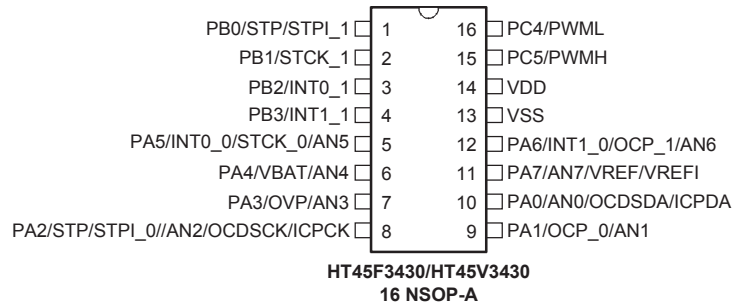 PB0/STP/STPI_1 1 16 PC4/PWML
PB1/STCK_1 2 15 PC5/PWMH
PB2/INT0_1 3 14 VDD
PB3/INT1_1 4 13 VSS
PA5/INT0_0/STCK_0/AN5 5 12 PA6/INT1_0/OCP_1/AN6
PA4/VBAT/AN4 6 11 PA7/AN7/VREF/VREFI
PA3/OVP/AN3 7 10 PA0/AN0/OCDSDA/ICPDA
PA2/STP/STPI_0//AN2/OCDSCK/ICPCK 8 9 PA1/OCP_0/AN1
HT45F3430/HT45V3430
16 NSOP-A